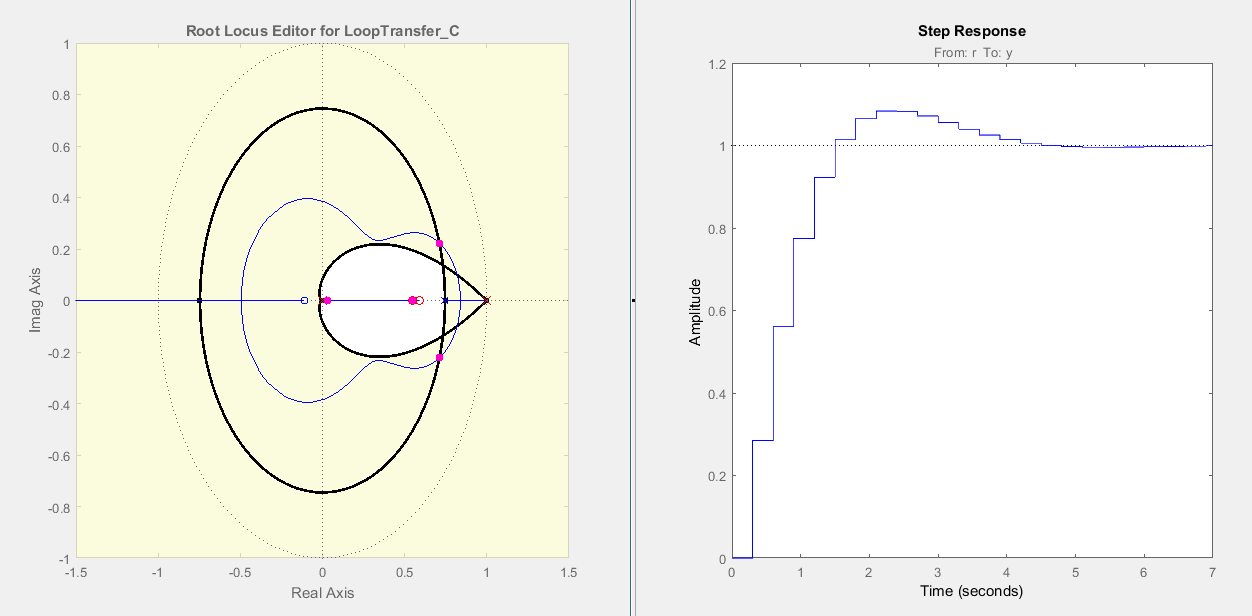 Root Locus Editor for LoopTransfer_C
1
0.8
0.6
0.4
0.2
0
-0.2
-0.4
-0.6
-0.8
-1
Imag Axis
-1.5 -1 -0.5 0 0.5 1 1.5
Real Axis
Step Response
From: r To: y
1.2
1
0.8
0.6
0.4
0.2
0
Amplitude
0 1 2 3 4 5 6 7
Time (seconds)